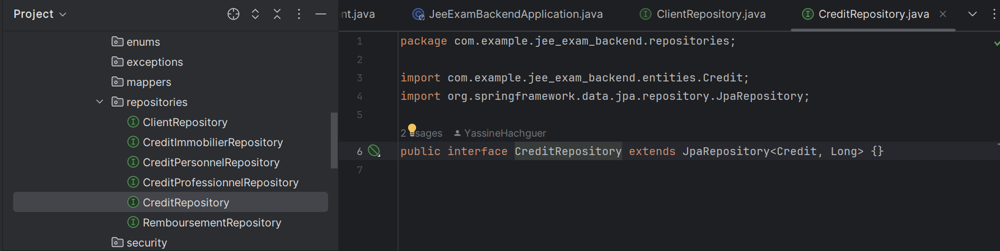 Project
enums
exceptions
mappers
repositories
ClientRepository
CreditImmobilierRepository
CreditPersonnelRepository
CreditProfessionnelRepository
CreditRepository
RemboursementRepository
security
nt.java JeeExamBackendApplication.java ClientRepository.java CreditRepository.java
1 package com.example.jee_exam_backend.repositories;
2
3 import com.example.jee_exam_backend.entities.Credit;
4 import org.springframework.data.jpa.repository.JpaRepository;
5
2 usages YassineHachguer
6 public interface CreditRepository extends JpaRepository<Credit, Long> {}
7